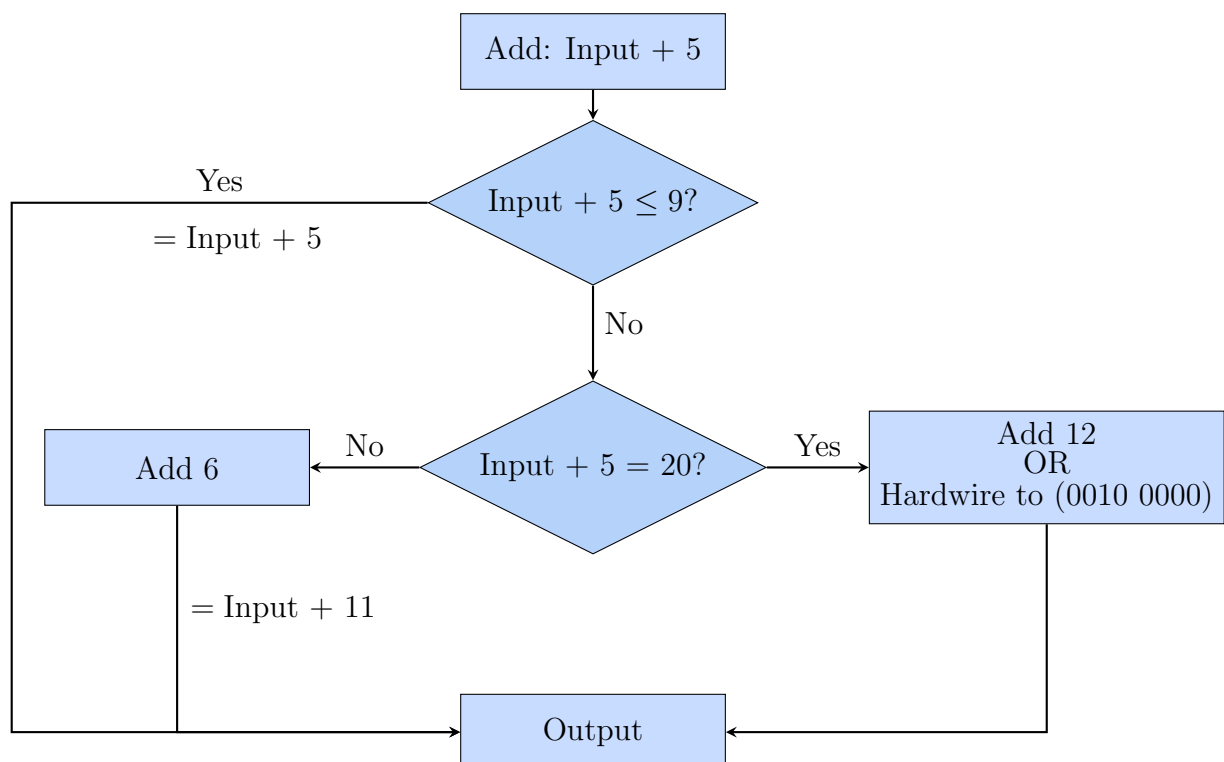 Add: Input + 5
Yes
Input + 5 ≤ 9?
= Input + 5
No
No
Input + 5 = 20?
Yes
Add 6
Add 12
OR
Hardwire to (0010 0000)
= Input + 11
Output